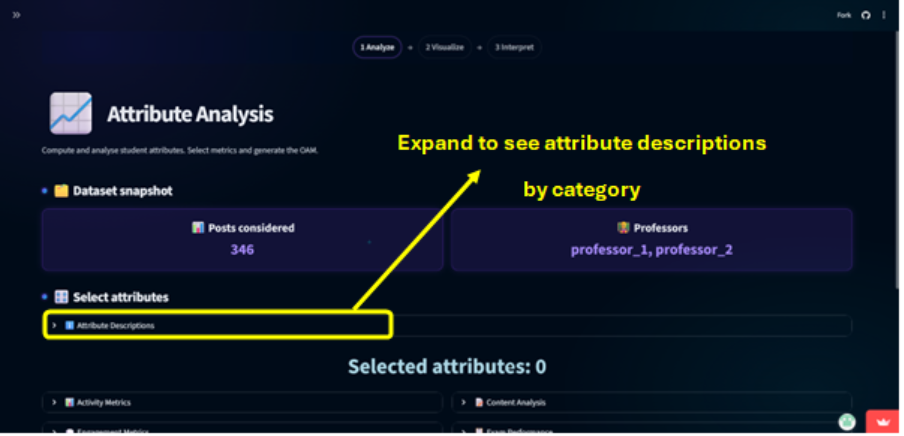 Fork
1 Analyze → 2 Visualize → 3 Interpret
Attribute Analysis
Compute and analyse student attributes. Select metrics and generate the OAM.
Expand to see attribute descriptions
by category
Dataset snapshot
Posts considered
346
Professors
professor_1, professor_2
Select attributes
Attribute Descriptions
Selected attributes: 0
Activity Metrics
Content Analysis
Engagement Metrics
Exam Performance